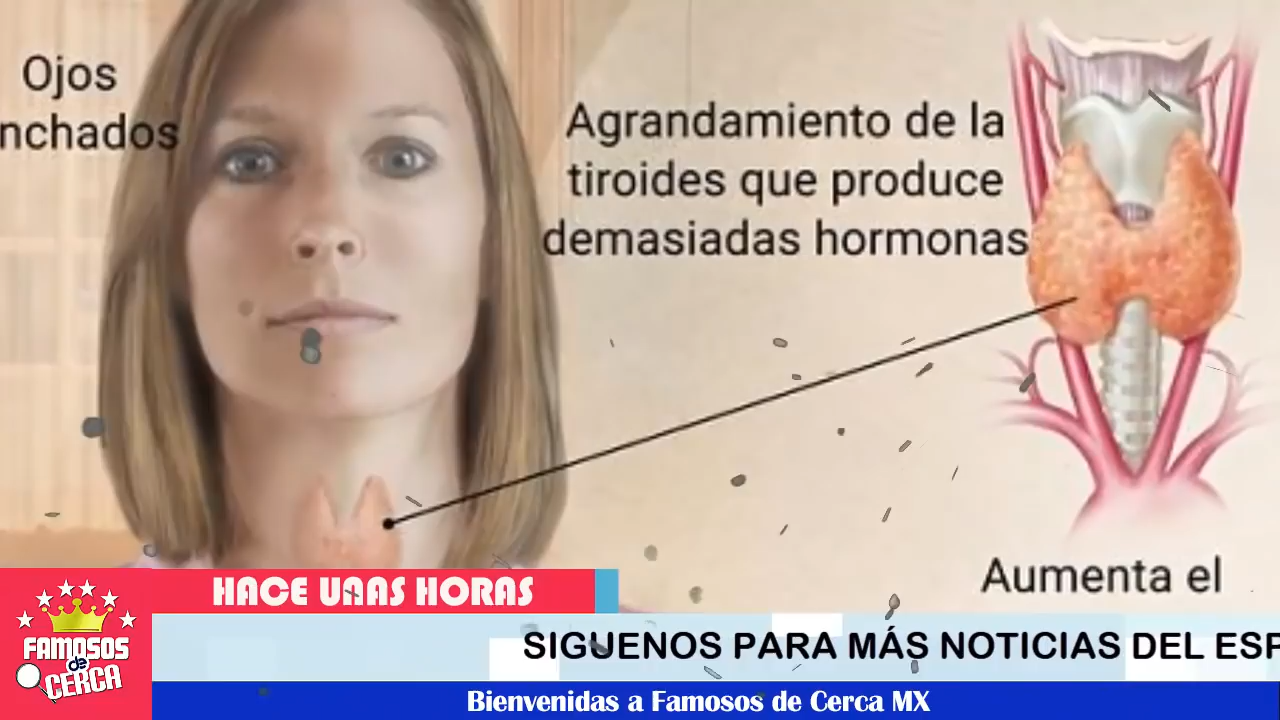 Ojos
nchados
Agrandamiento de la
tiroides que produce
demasiadas hormonas
Aumenta el
HACE UNAS HORAS
SIGUENOS PARA MÁS NOTICIAS DEL ESP
FAMOSOS
de
CERCA
Bienvenidas a Famosos de Cerca MX